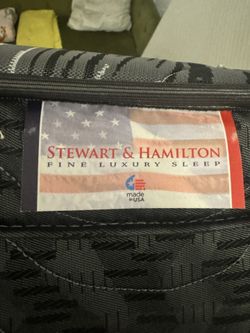 STEWART & HAMILTON
FINE LUXURY SLEEP
made
in USA